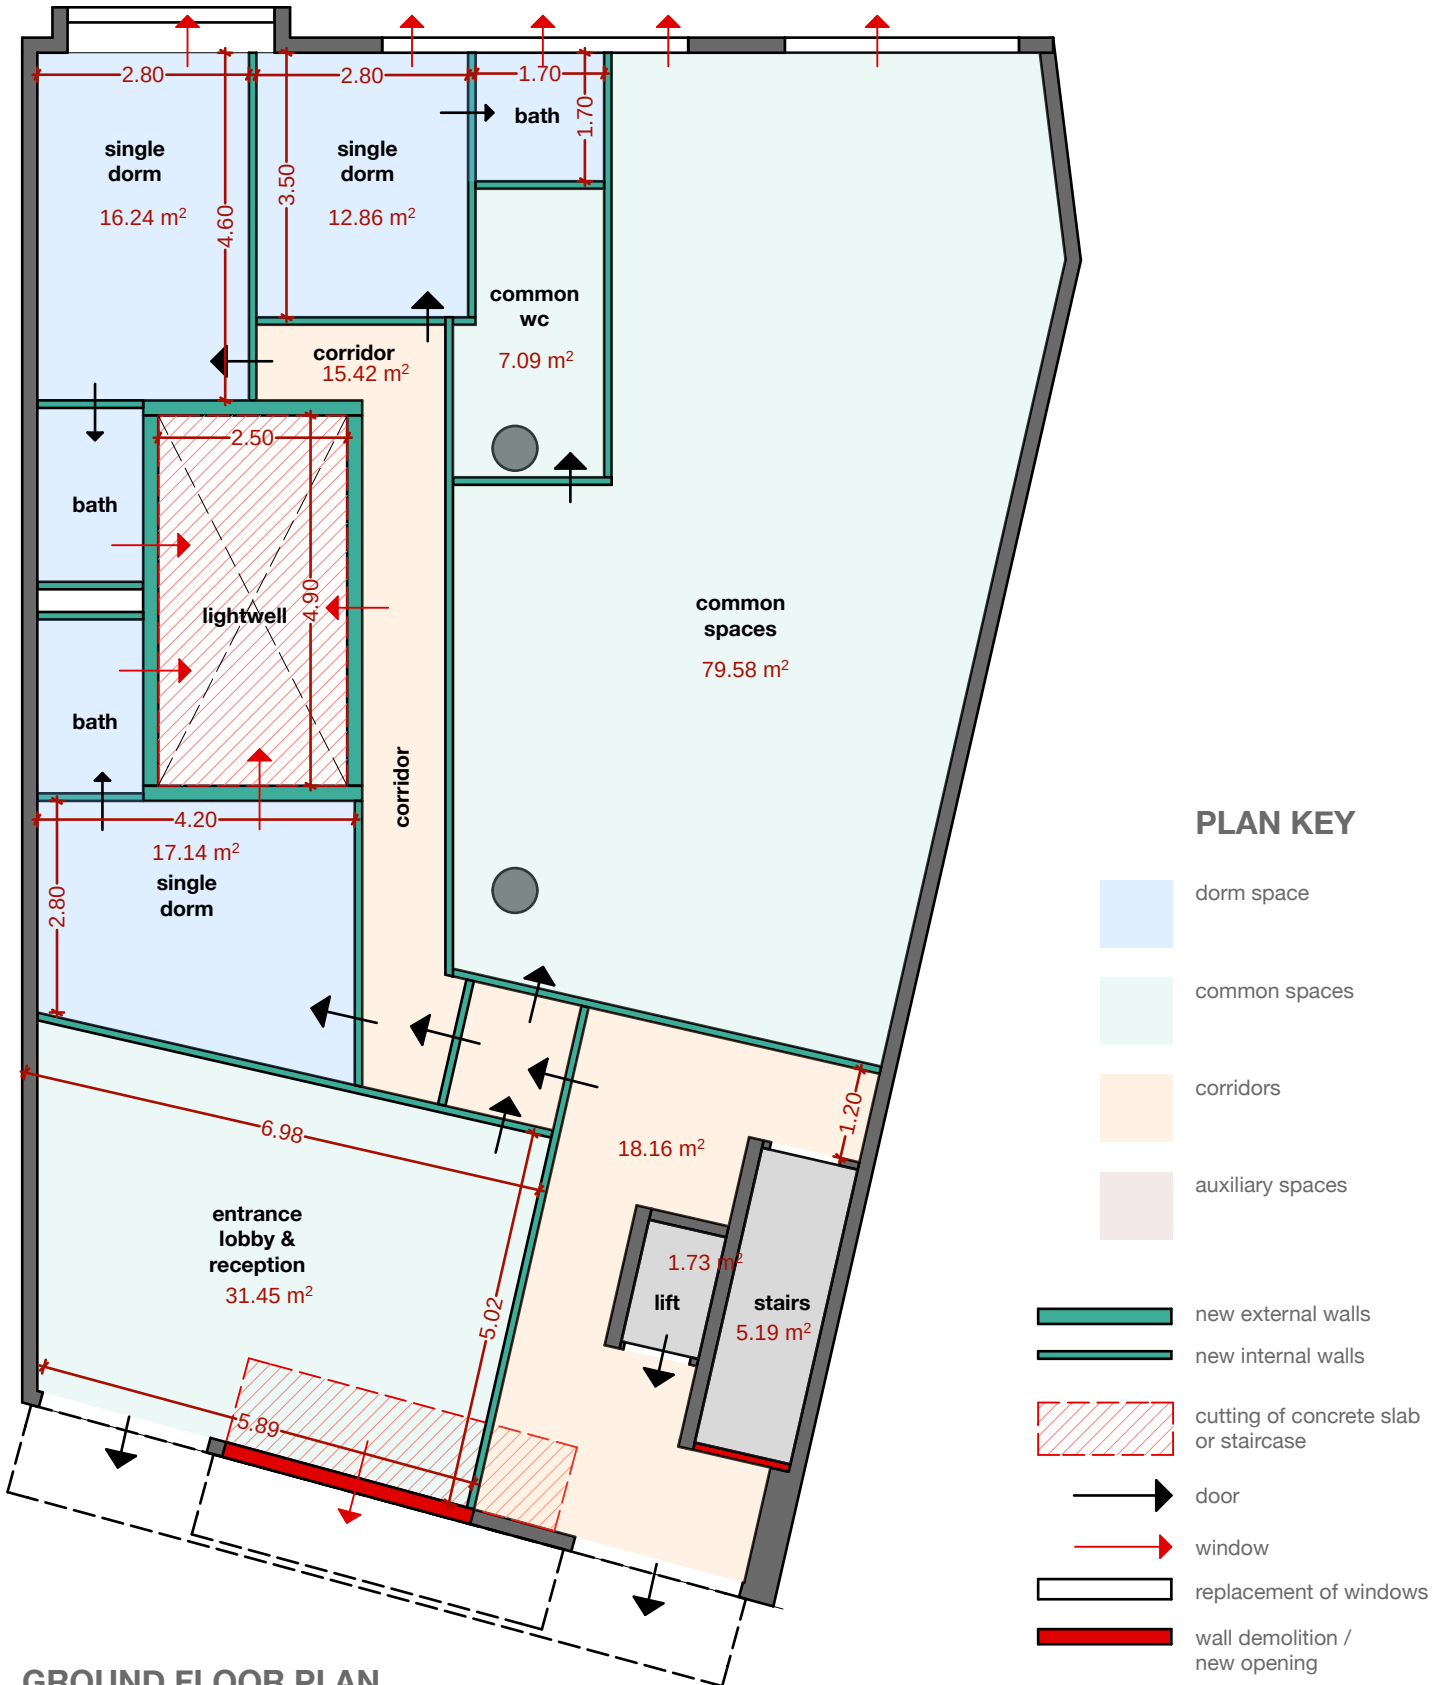 2.80
2.80
1.70
bath
1.70
single
dorm
16.24 m²
4.60
3.50
single
dorm
12.86 m²
common
wc
7.09 m²
corridor
15.42 m²
2.50
bath
4.90
lightwell
common
spaces
79.58 m²
bath
corridor
4.20
17.14 m²
single
dorm
2.80
6.98
1.20
18.16 m²
entrance
lobby &
reception
31.45 m²
1.73 m²
lift
stairs
5.19 m²
5.02
5.89
PLAN KEY
dorm space
common spaces
corridors
auxiliary spaces
new external walls
new internal walls
cutting of concrete slab
or staircase
door
window
replacement of windows
wall demolition /
new opening
GROUND FLOOR PLAN